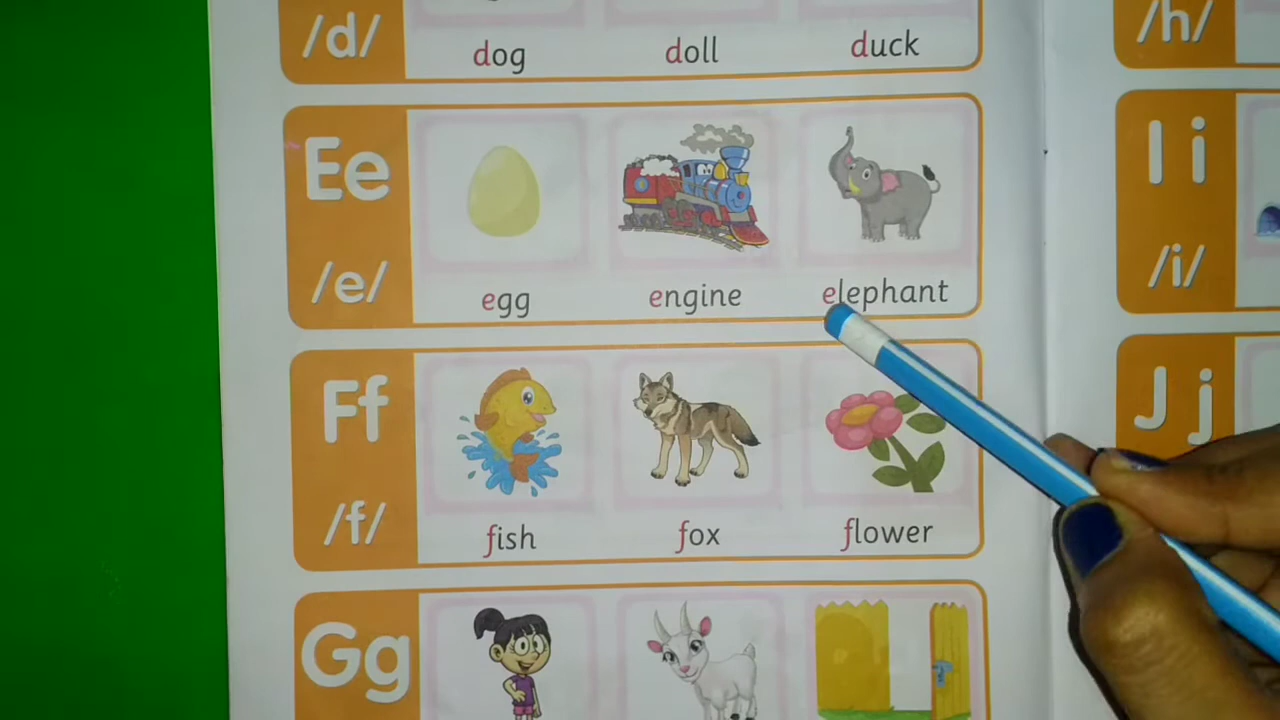 /d/
dog doll duck
Ee
/e/
egg engine elephant
Ff
/f/
fish fox flower
Gg
/h/
I i
/i/
J j